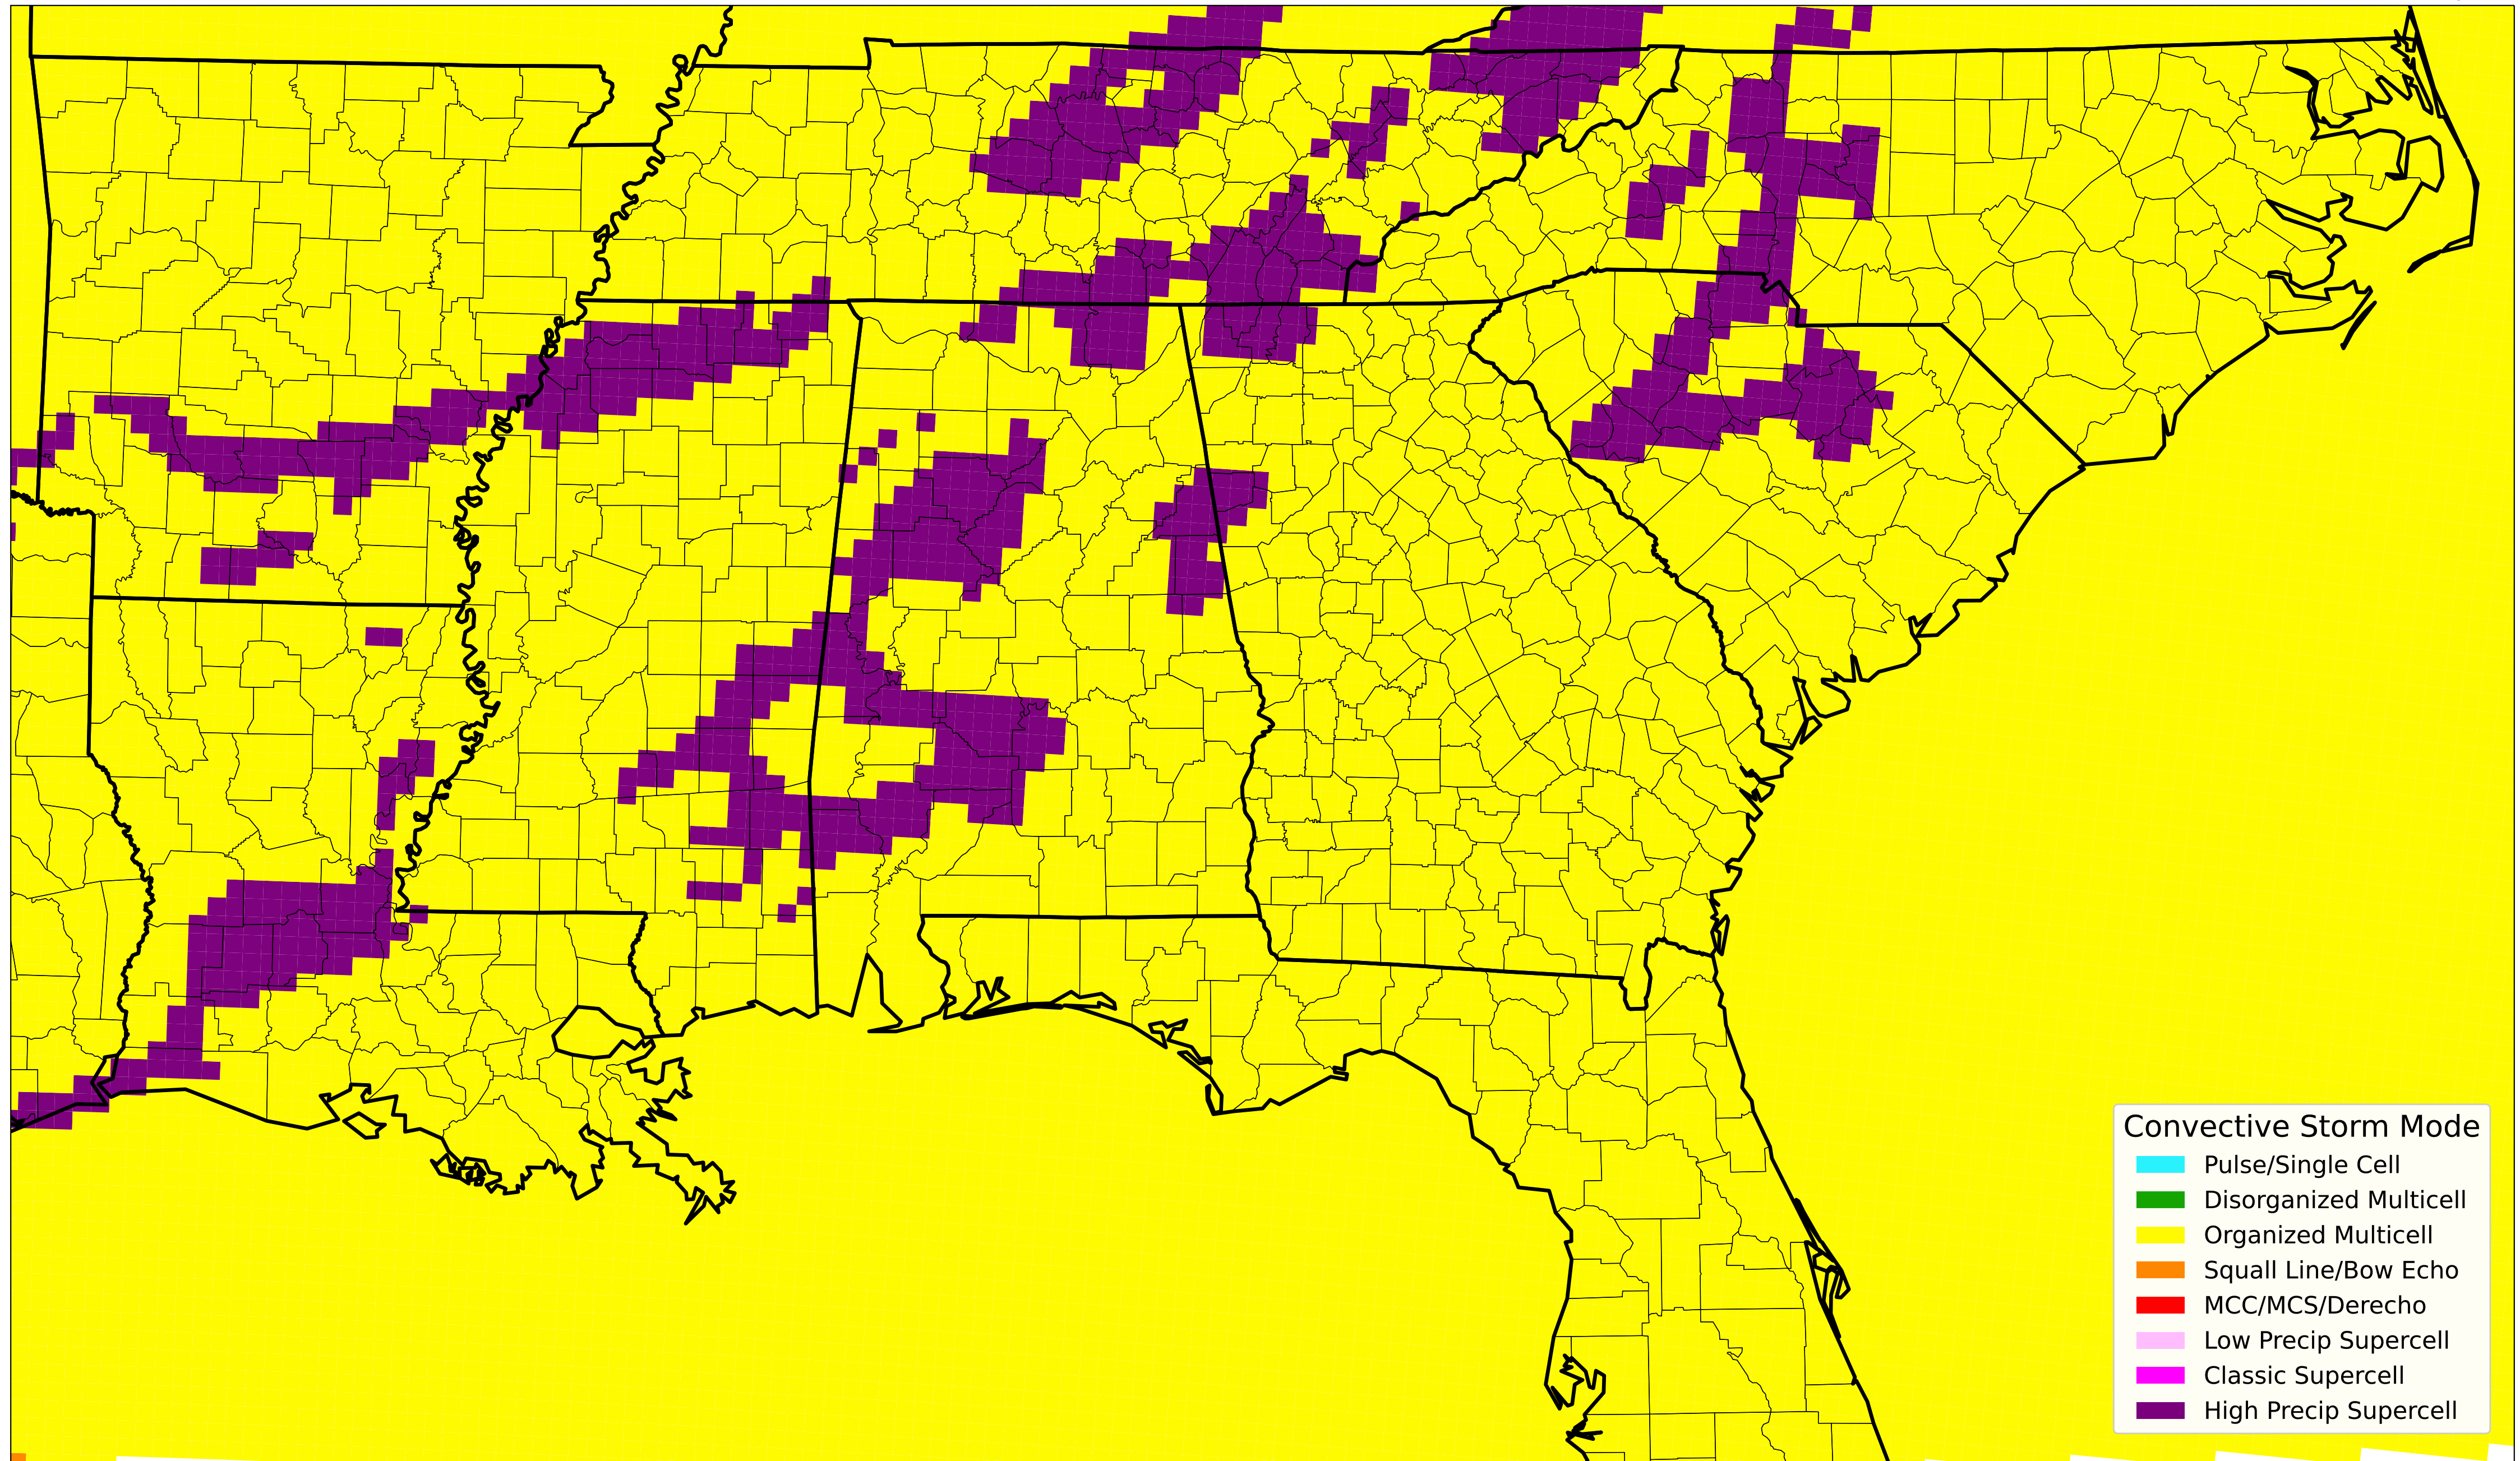 Convective Storm Mode
Pulse/Single Cell
Disorganized Multicell
Organized Multicell
Squall Line/Bow Echo
MCC/MCS/Derecho
Low Precip Supercell
Classic Supercell
High Precip Supercell